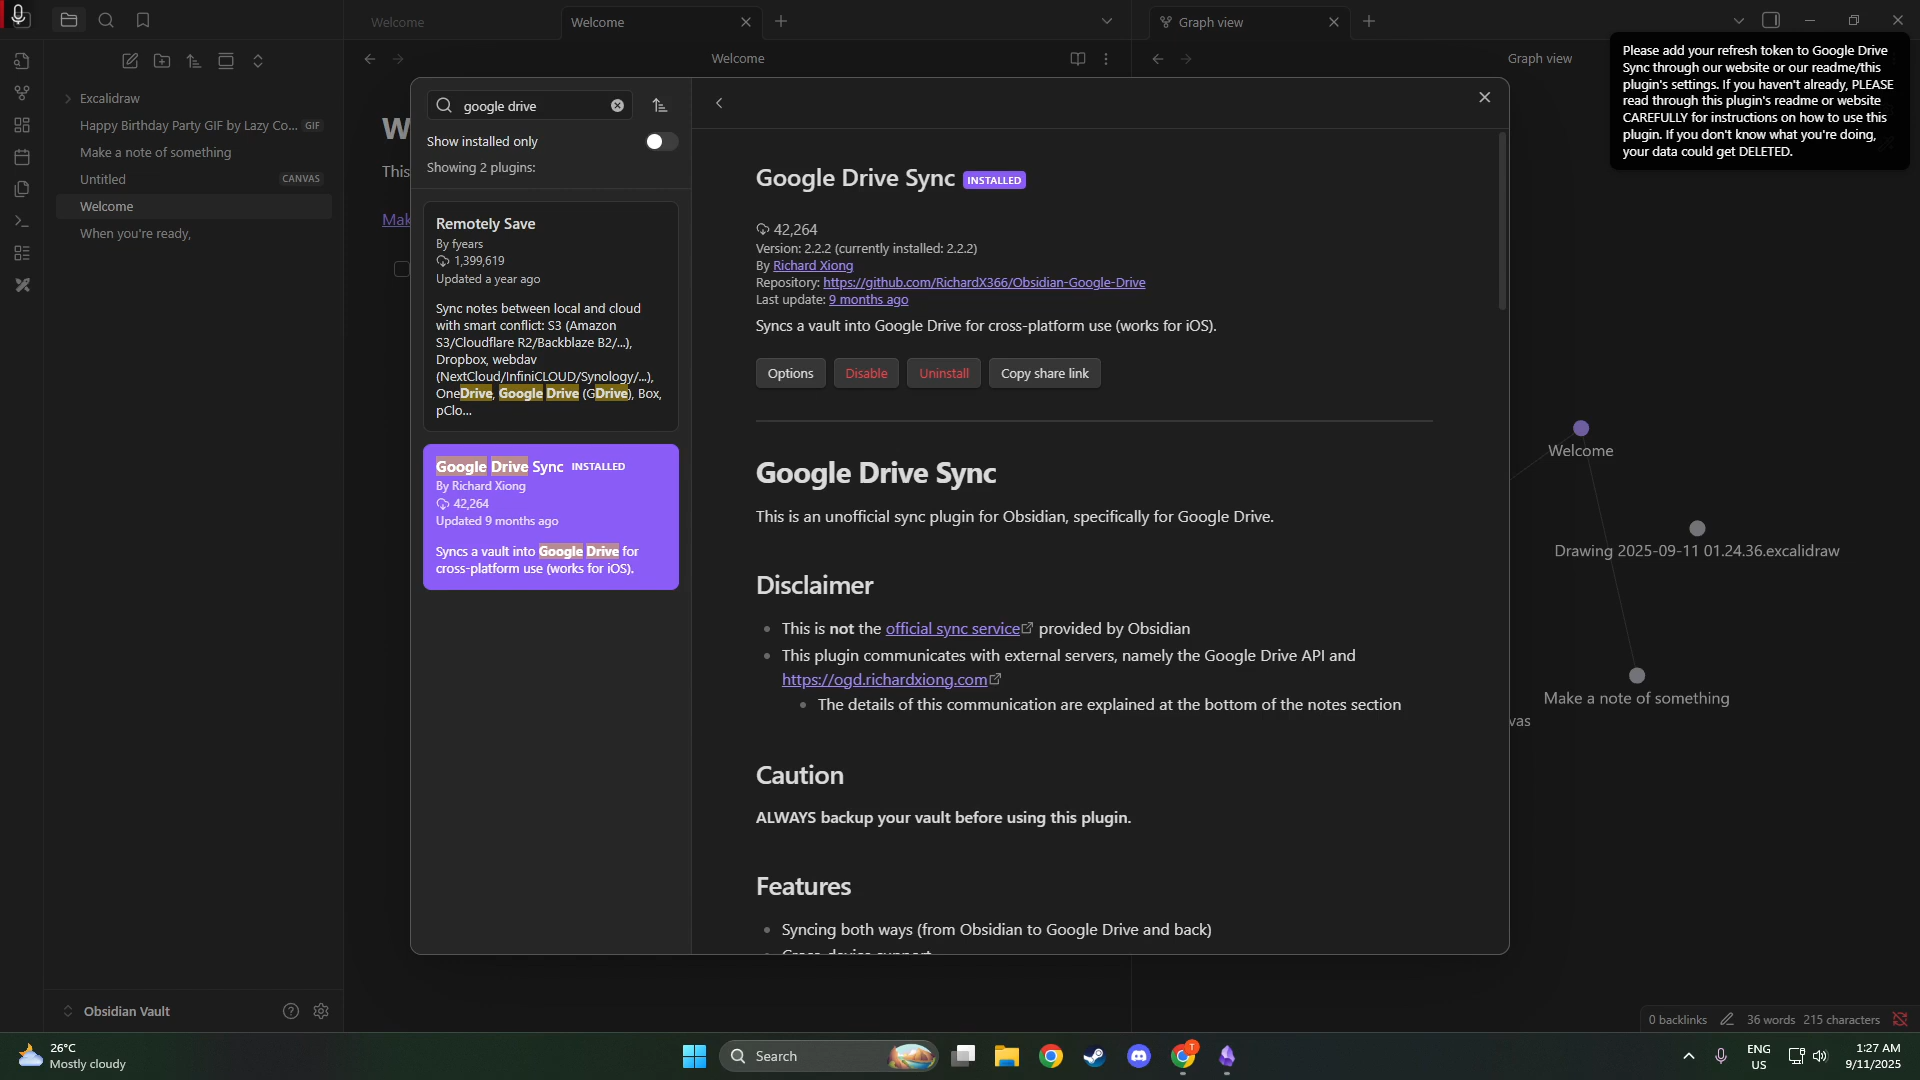 Welcome
Welcome
Graph view
Welcome
Graph view
Please add your refresh token to Google Drive
Sync through our website or our readme/this
plugin's settings. If you haven't already, PLEASE
read through this plugin's readme or website
CAREFULLY for instructions on how to use this
plugin. If you don't know what you're doing,
your data could get DELETED.
Excalidraw
Happy Birthday Party GIF by Lazy Co... GIF
Make a note of something
Untitled CANVAS
Welcome
When you're ready,
W
This
Mak
google drive
Show installed only
Showing 2 plugins:
Remotely Save
By fyears
1,399,619
Updated a year ago
Sync notes between local and cloud
with smart conflict: S3 (Amazon
S3/Cloudflare R2/Backblaze B2/...),
Dropbox, webdav
(NextCloud/InfiniCLOUD/Synology/...),
OneDrive, Google Drive (GDrive), Box,
pClo...
Google Drive Sync INSTALLED
By Richard Xiong
42,264
Updated 9 months ago
Syncs a vault into Google Drive for
cross-platform use (works for iOS).
Google Drive Sync INSTALLED
42,264
Version: 2.2.2 (currently installed: 2.2.2)
By Richard Xiong
Repository: https://github.com/RichardX366/Obsidian-Google-Drive
Last update: 9 months ago
Syncs a vault into Google Drive for cross-platform use (works for iOS).
Options Disable Uninstall Copy share link
Google Drive Sync
This is an unofficial sync plugin for Obsidian, specifically for Google Drive.
Disclaimer
This is not the official sync service provided by Obsidian
This plugin communicates with external servers, namely the Google Drive API and
https://ogd.richardxiong.com
The details of this communication are explained at the bottom of the notes section
Caution
ALWAYS backup your vault before using this plugin.
Features
Syncing both ways (from Obsidian to Google Drive and back)
Cross-device support
Welcome
Drawing 2025-09-11 01.24.36.excalidraw
Make a note of something
vas
Obsidian Vault
0 backlinks 36 words 215 characters
26°C
Mostly cloudy
Search
T
ENG
US
1:27 AM
9/11/2025